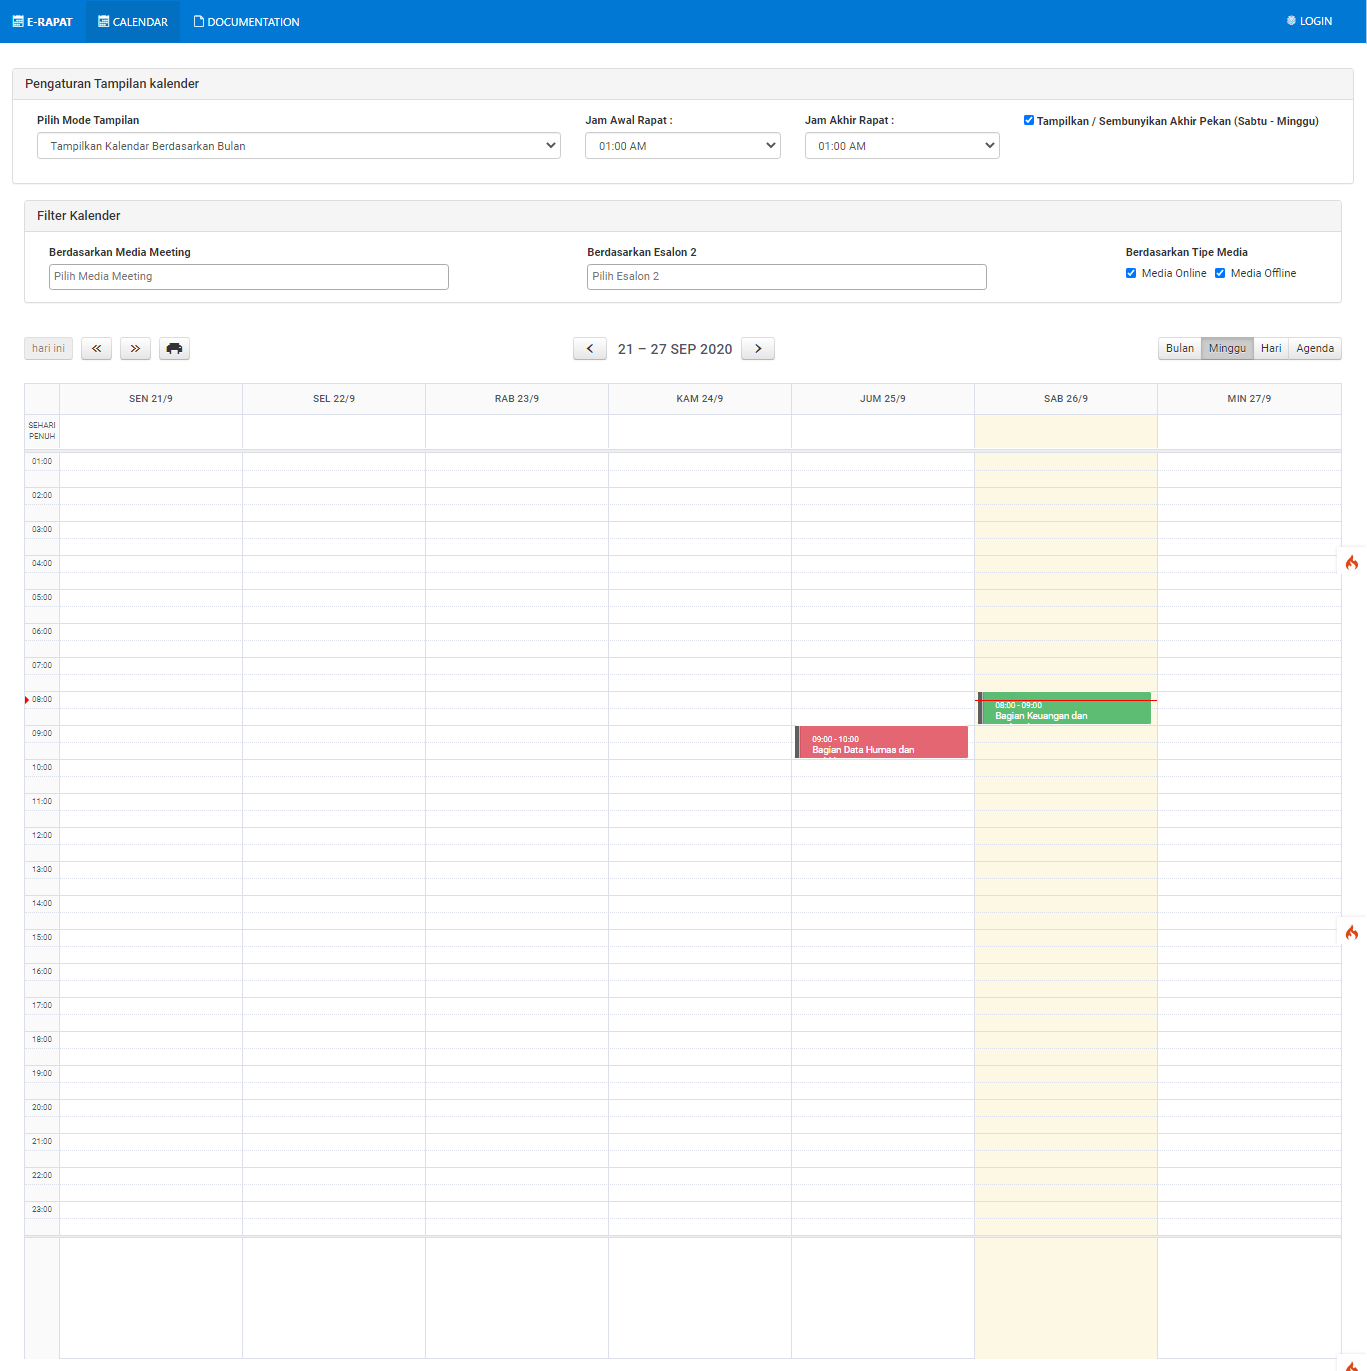 E-RAPAT CALENDAR DOCUMENTATION LOGIN
Pengaturan Tampilan kalender
Pilih Mode Tampilan Jam Awal Rapat : Jam Akhir Rapat : Tampilkan / Sembunyikan Akhir Pekan (Sabtu - Minggu)
Tampilkan Kalendar Berdasarkan Bulan 01:00 AM 01:00 AM
Filter Kalender
Berdasarkan Media Meeting Berdasarkan Esalon 2 Berdasarkan Tipe Media
Pilih Media Meeting Pilih Esalon 2 Media Online Media Offline
hari ini « » 21 – 27 SEP 2020 Bulan Minggu Hari Agenda
SEN 21/9 SEL 22/9 RAB 23/9 KAM 24/9 JUM 25/9 SAB 26/9 MIN 27/9
SEHARI
PENUH
01:00
02:00
03:00
04:00
05:00
06:00
07:00
08:00
08:00 - 09:00
Bagian Keuangan dan
09:00
09:00 - 10:00
Bagian Data Humas dan
10:00
11:00
12:00
13:00
14:00
15:00
16:00
17:00
18:00
19:00
20:00
21:00
22:00
23:00